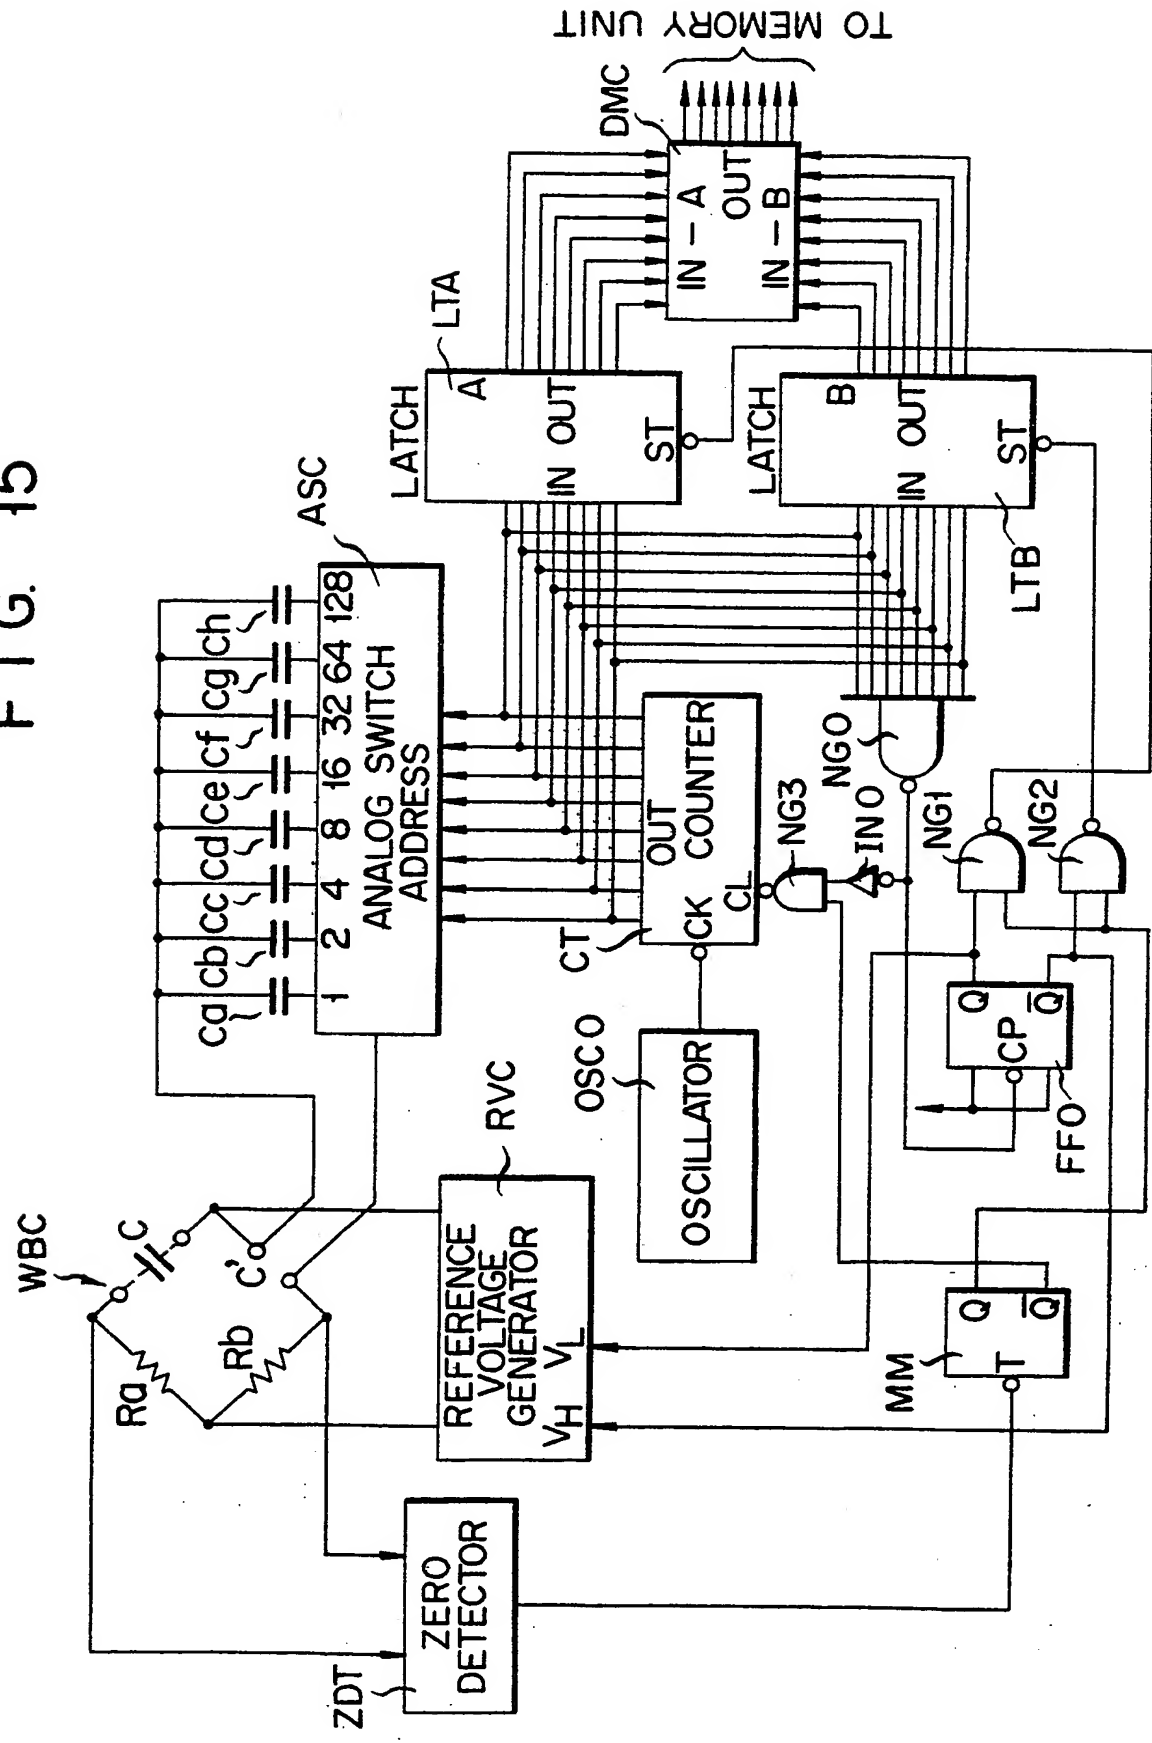 FIG. 15
WBC
C
C'
Ra
Rb
Ca
Cb
Cc
Cd
Ce
Cf
Cg
Ch
1
2
4
8
16
32
64
128
ANALOG SWITCH
ADDRESS
ASC
ZDT
ZERO
DETECTOR
REFERENCE
VOLTAGE
GENERATOR
VH
VL
RVC
OSCO
OSCILLATOR
CT
OUT
COUNTER
CK
CL
LATCH
A
IN OUT
ST
LTA
LATCH
B
IN OUT
ST
LTB
DMC
IN - A
OUT
IN - B
TO MEMORY UNIT
NG0
NG3
IN0
NG1
NG2
MM
T
Q
Q̅
FF0
CP
Q
Q̅